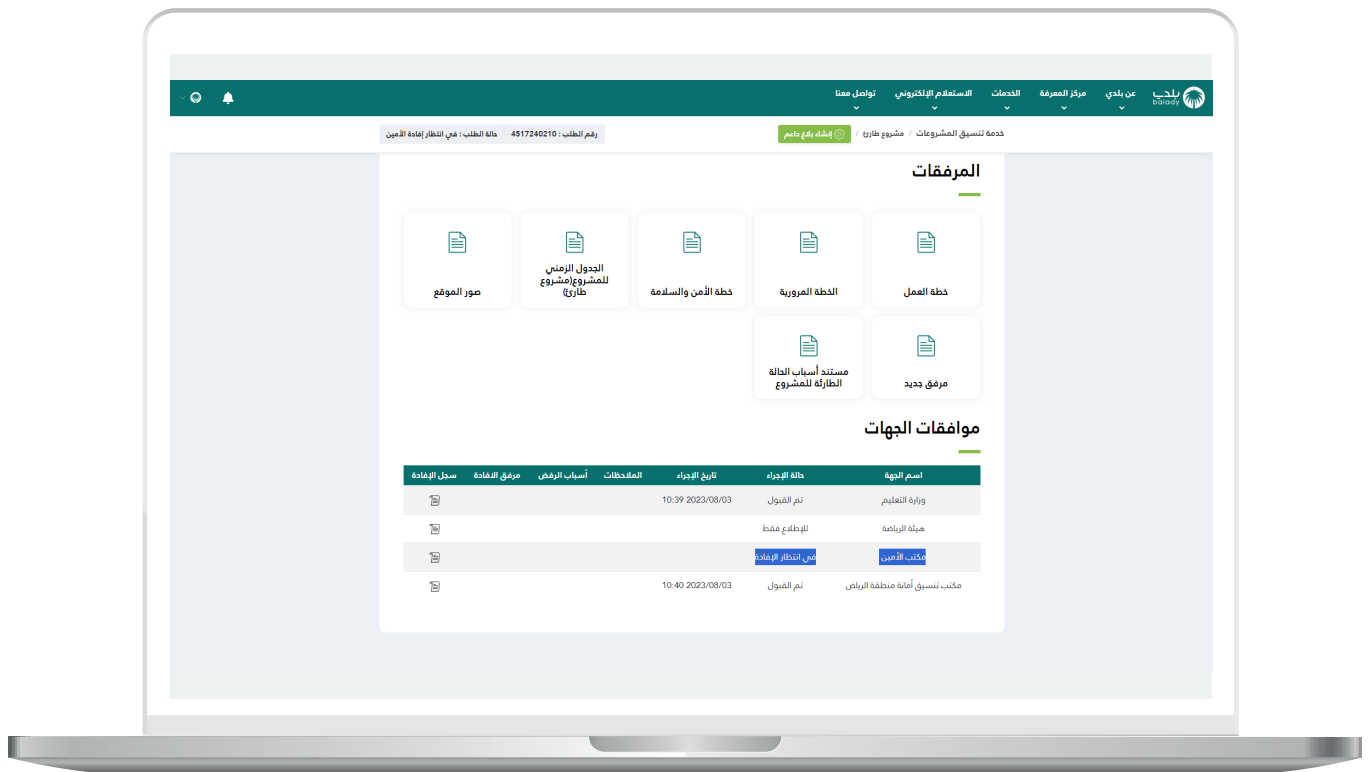 بلدي
balady
عن بلدي
مركز المعرفة
الخدمات
الاستعلام الإلكتروني
تواصل معنا
خدمة تنسيق المشروعات / مشروع طارئ /
إنشاء بلاغ داعم
رقم الطلب : 4517240210
حالة الطلب : في انتظار إفادة الأمين
المرفقات
خطة العمل
الخطة المرورية
خطة الأمن والسلامة
الجدول الزمني
للمشروع(مشروع
طارئ)
صور الموقع
مرفق جديد
مستند أسباب الحالة
الطارئة للمشروع
موافقات الجهات
اسم الجهة حالة الإجراء تاريخ الإجراء الملاحظات أسباب الرفض مرفق الافادة سجل الإفادة
وزارة التعليم تم القبول 2023/08/03 10:39
هيئة الرياضة للإطلاع فقط
مكتب الأمين في انتظار الإفادة
مكتب تنسيق أمانة منطقة الرياض تم القبول 2023/08/03 10:40